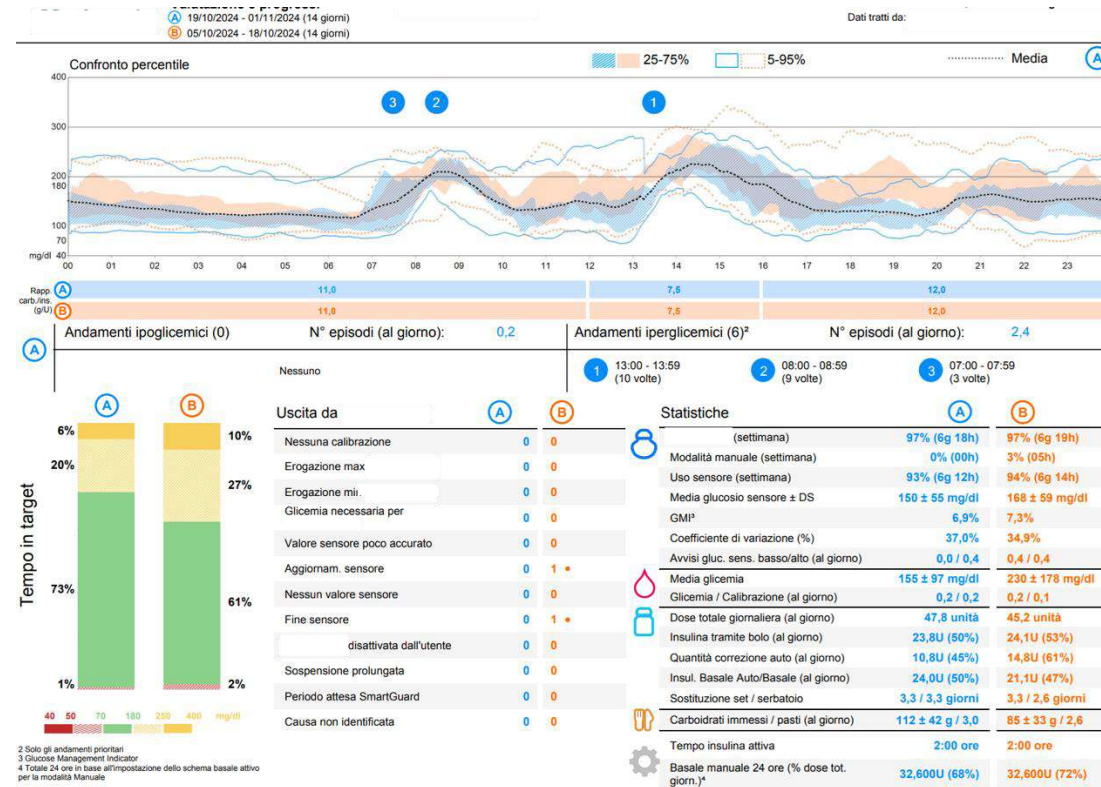 A 19/10/2024 - 01/11/2024 (14 giorni)
B 05/10/2024 - 18/10/2024 (14 giorni)
Dati tratti da:
Confronto percentile
25-75%
5-95%
Media
A
400
300
200
180
100
70
mg/dl 40
3
2
1
00 01 02 03 04 05 06 07 08 09 10 11 12 13 14 15 16 17 18 19 20 21 22 23
Rapp. carb./ins. (g/U)
A 11,0 7,5 12,0
B 11,0 7,5 12,0
A
Andamenti ipoglicemici (0) N° episodi (al giorno): 0,2
Nessuno
Andamenti iperglicemici (6)² N° episodi (al giorno): 2,4
1 13:00 - 13:59 (10 volte)
2 08:00 - 08:59 (9 volte)
3 07:00 - 07:59 (3 volte)
Tempo in target
A B
6% 10%
20% 27%
73% 61%
1% 2%
40 50 70 180 250 400 mg/dl
Uscita da A B
Nessuna calibrazione 0 0
Erogazione max 0 0
Erogazione mi 0 0
Glicemia necessaria per 0 0
Valore sensore poco accurato 0 0
Aggiornam. sensore 0 1
Nessun valore sensore 0 0
Fine sensore 0 1
disattivata dall'utente 0 0
Sospensione prolungata 0 0
Periodo attesa SmartGuard 0 0
Causa non identificata 0 0
Statistiche A B
(settimana) 97% (6g 18h) 97% (6g 19h)
Modalità manuale (settimana) 0% (00h) 3% (05h)
Uso sensore (settimana) 93% (6g 12h) 94% (6g 14h)
Media glucosio sensore ± DS 150 ± 55 mg/dl 168 ± 59 mg/dl
GMI³ 6,9% 7,3%
Coefficiente di variazione (%) 37,0% 34,9%
Avvisi gluc. sens. basso/alto (al giorno) 0,0 / 0,4 0,4 / 0,4
Media glicemia 155 ± 97 mg/dl 230 ± 178 mg/dl
Glicemia / Calibrazione (al giorno) 0,2 / 0,2 0,2 / 0,1
Dose totale giornaliera (al giorno) 47,8 unità 45,2 unità
Insulina tramite bolo (al giorno) 23,8U (50%) 24,1U (53%)
Quantità correzione auto (al giorno) 10,8U (45%) 14,8U (61%)
Insul. Basale Auto/Basale (al giorno) 24,0U (50%) 21,1U (47%)
Sostituzione set / serbatoio 3,3 / 3,3 giorni 3,3 / 2,6 giorni
Carboidrati immessi / pasti (al giorno) 112 ± 42 g / 3,0 85 ± 33 g / 2,6
Tempo insulina attiva 2:00 ore 2:00 ore
Basale manuale 24 ore (% dose tot. giorn.)⁴ 32,600U (68%) 32,600U (72%)
2 Solo gli andamenti prioritari
3 Glucose Management Indicator
4 Totale 24 ore in base all'impostazione dello schema basale attivo
per la modalità Manuale